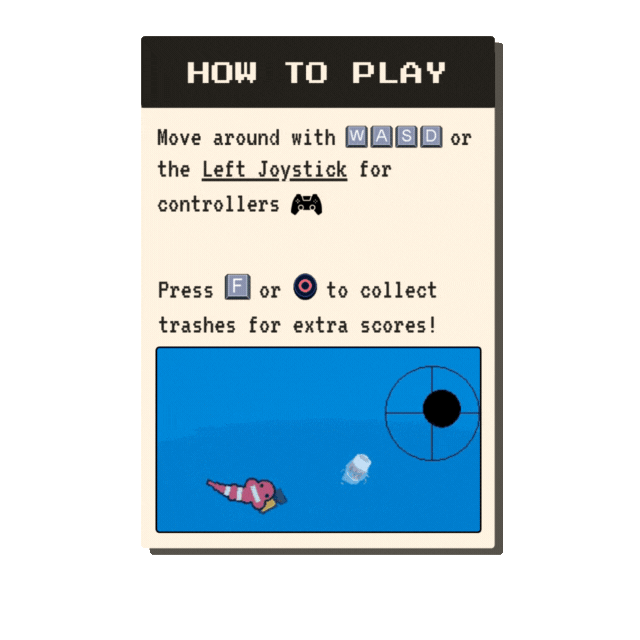 HOW TO PLAY
Move around with W A S D or
the Left Joystick for
controllers
Press F or to collect
trashes for extra scores!